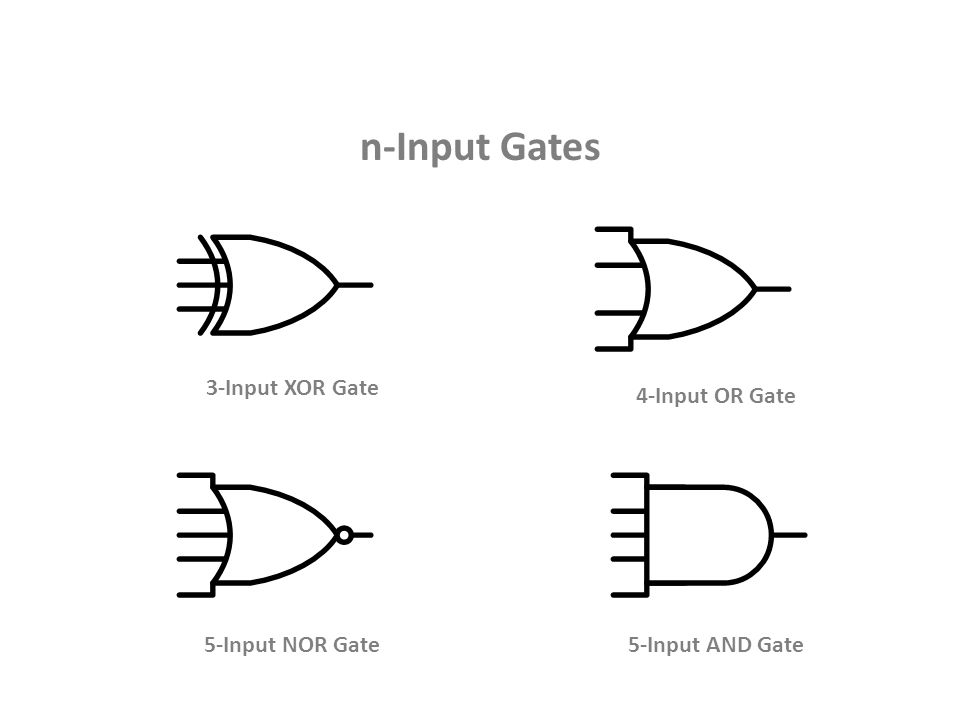 n-Input Gates
3-Input XOR Gate
4-Input OR Gate
5-Input NOR Gate
5-Input AND Gate